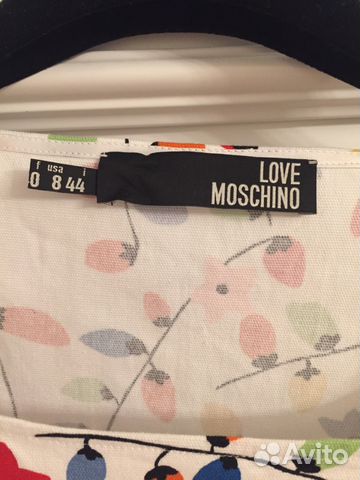 f usa i
0 8 44
LOVE
MOSCHINO
Avito